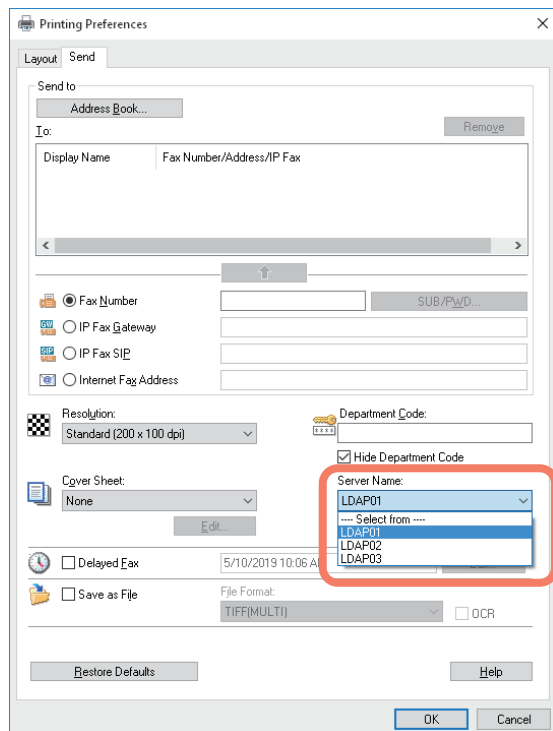 Printing Preferences
Layout Send
Send to
Address Book...
To:
Remove
Display Name Fax Number/Address/IP Fax
Fax Number SUB/PWD...
IP Fax Gateway
IP Fax SIP
Internet Fax Address
Resolution:
Standard (200 x 100 dpi)
Department Code:
Hide Department Code
Cover Sheet:
None
Edit...
Server Name:
LDAP01
---- Select from ----
LDAP01
LDAP02
LDAP03
Delayed Fax 5/10/2019 10:06
Save as File
File Format:
TIFF(MULTI) OCR
Restore Defaults Help
OK Cancel